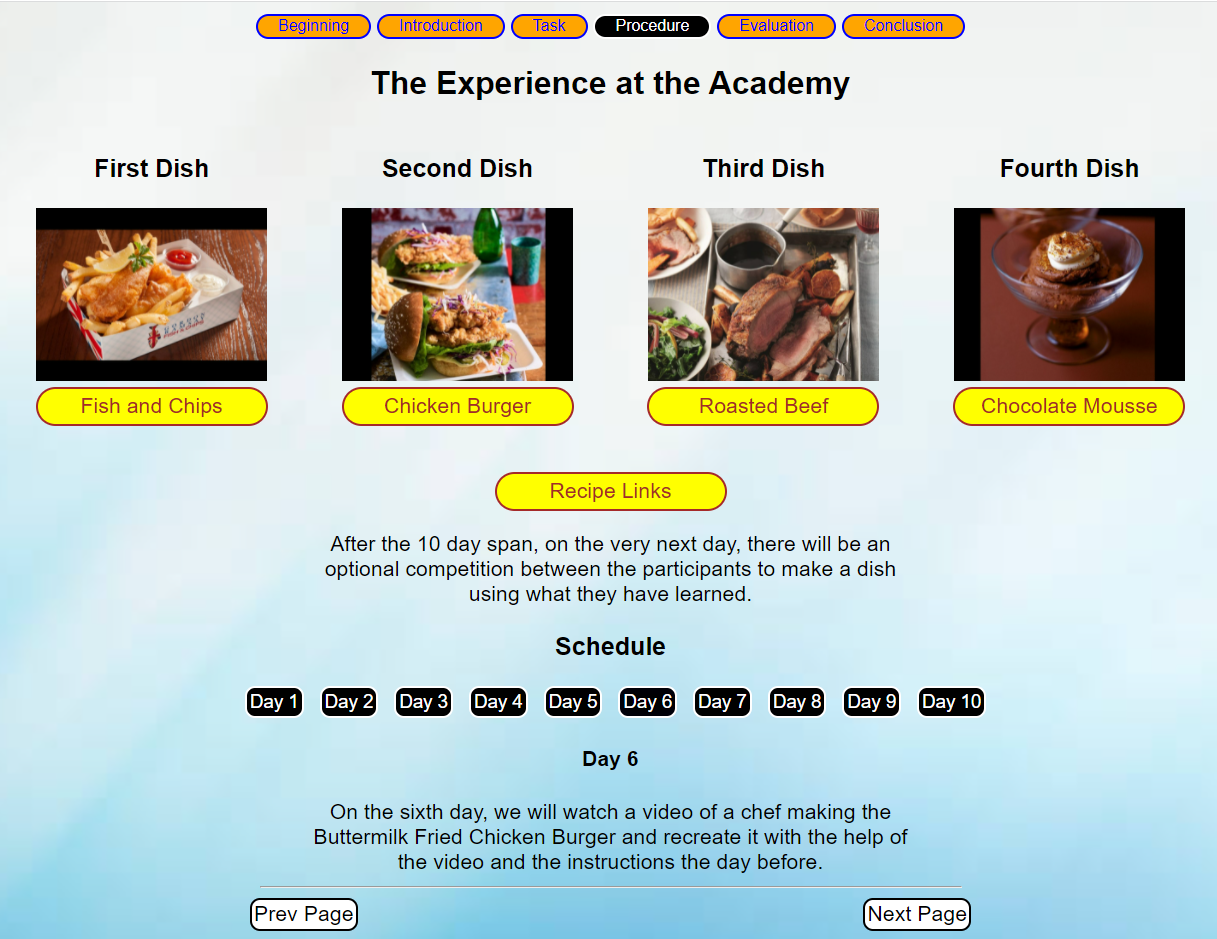 Beginning Introduction Task Procedure Evaluation Conclusion
The Experience at the Academy
First Dish Second Dish Third Dish Fourth Dish
Fish and Chips Chicken Burger Roasted Beef Chocolate Mousse
Recipe Links
After the 10 day span, on the very next day, there will be an
optional competition between the participants to make a dish
using what they have learned.
Schedule
Day 1 Day 2 Day 3 Day 4 Day 5 Day 6 Day 7 Day 8 Day 9 Day 10
Day 6
On the sixth day, we will watch a video of a chef making the
Buttermilk Fried Chicken Burger and recreate it with the help of
the video and the instructions the day before.
Prev Page Next Page